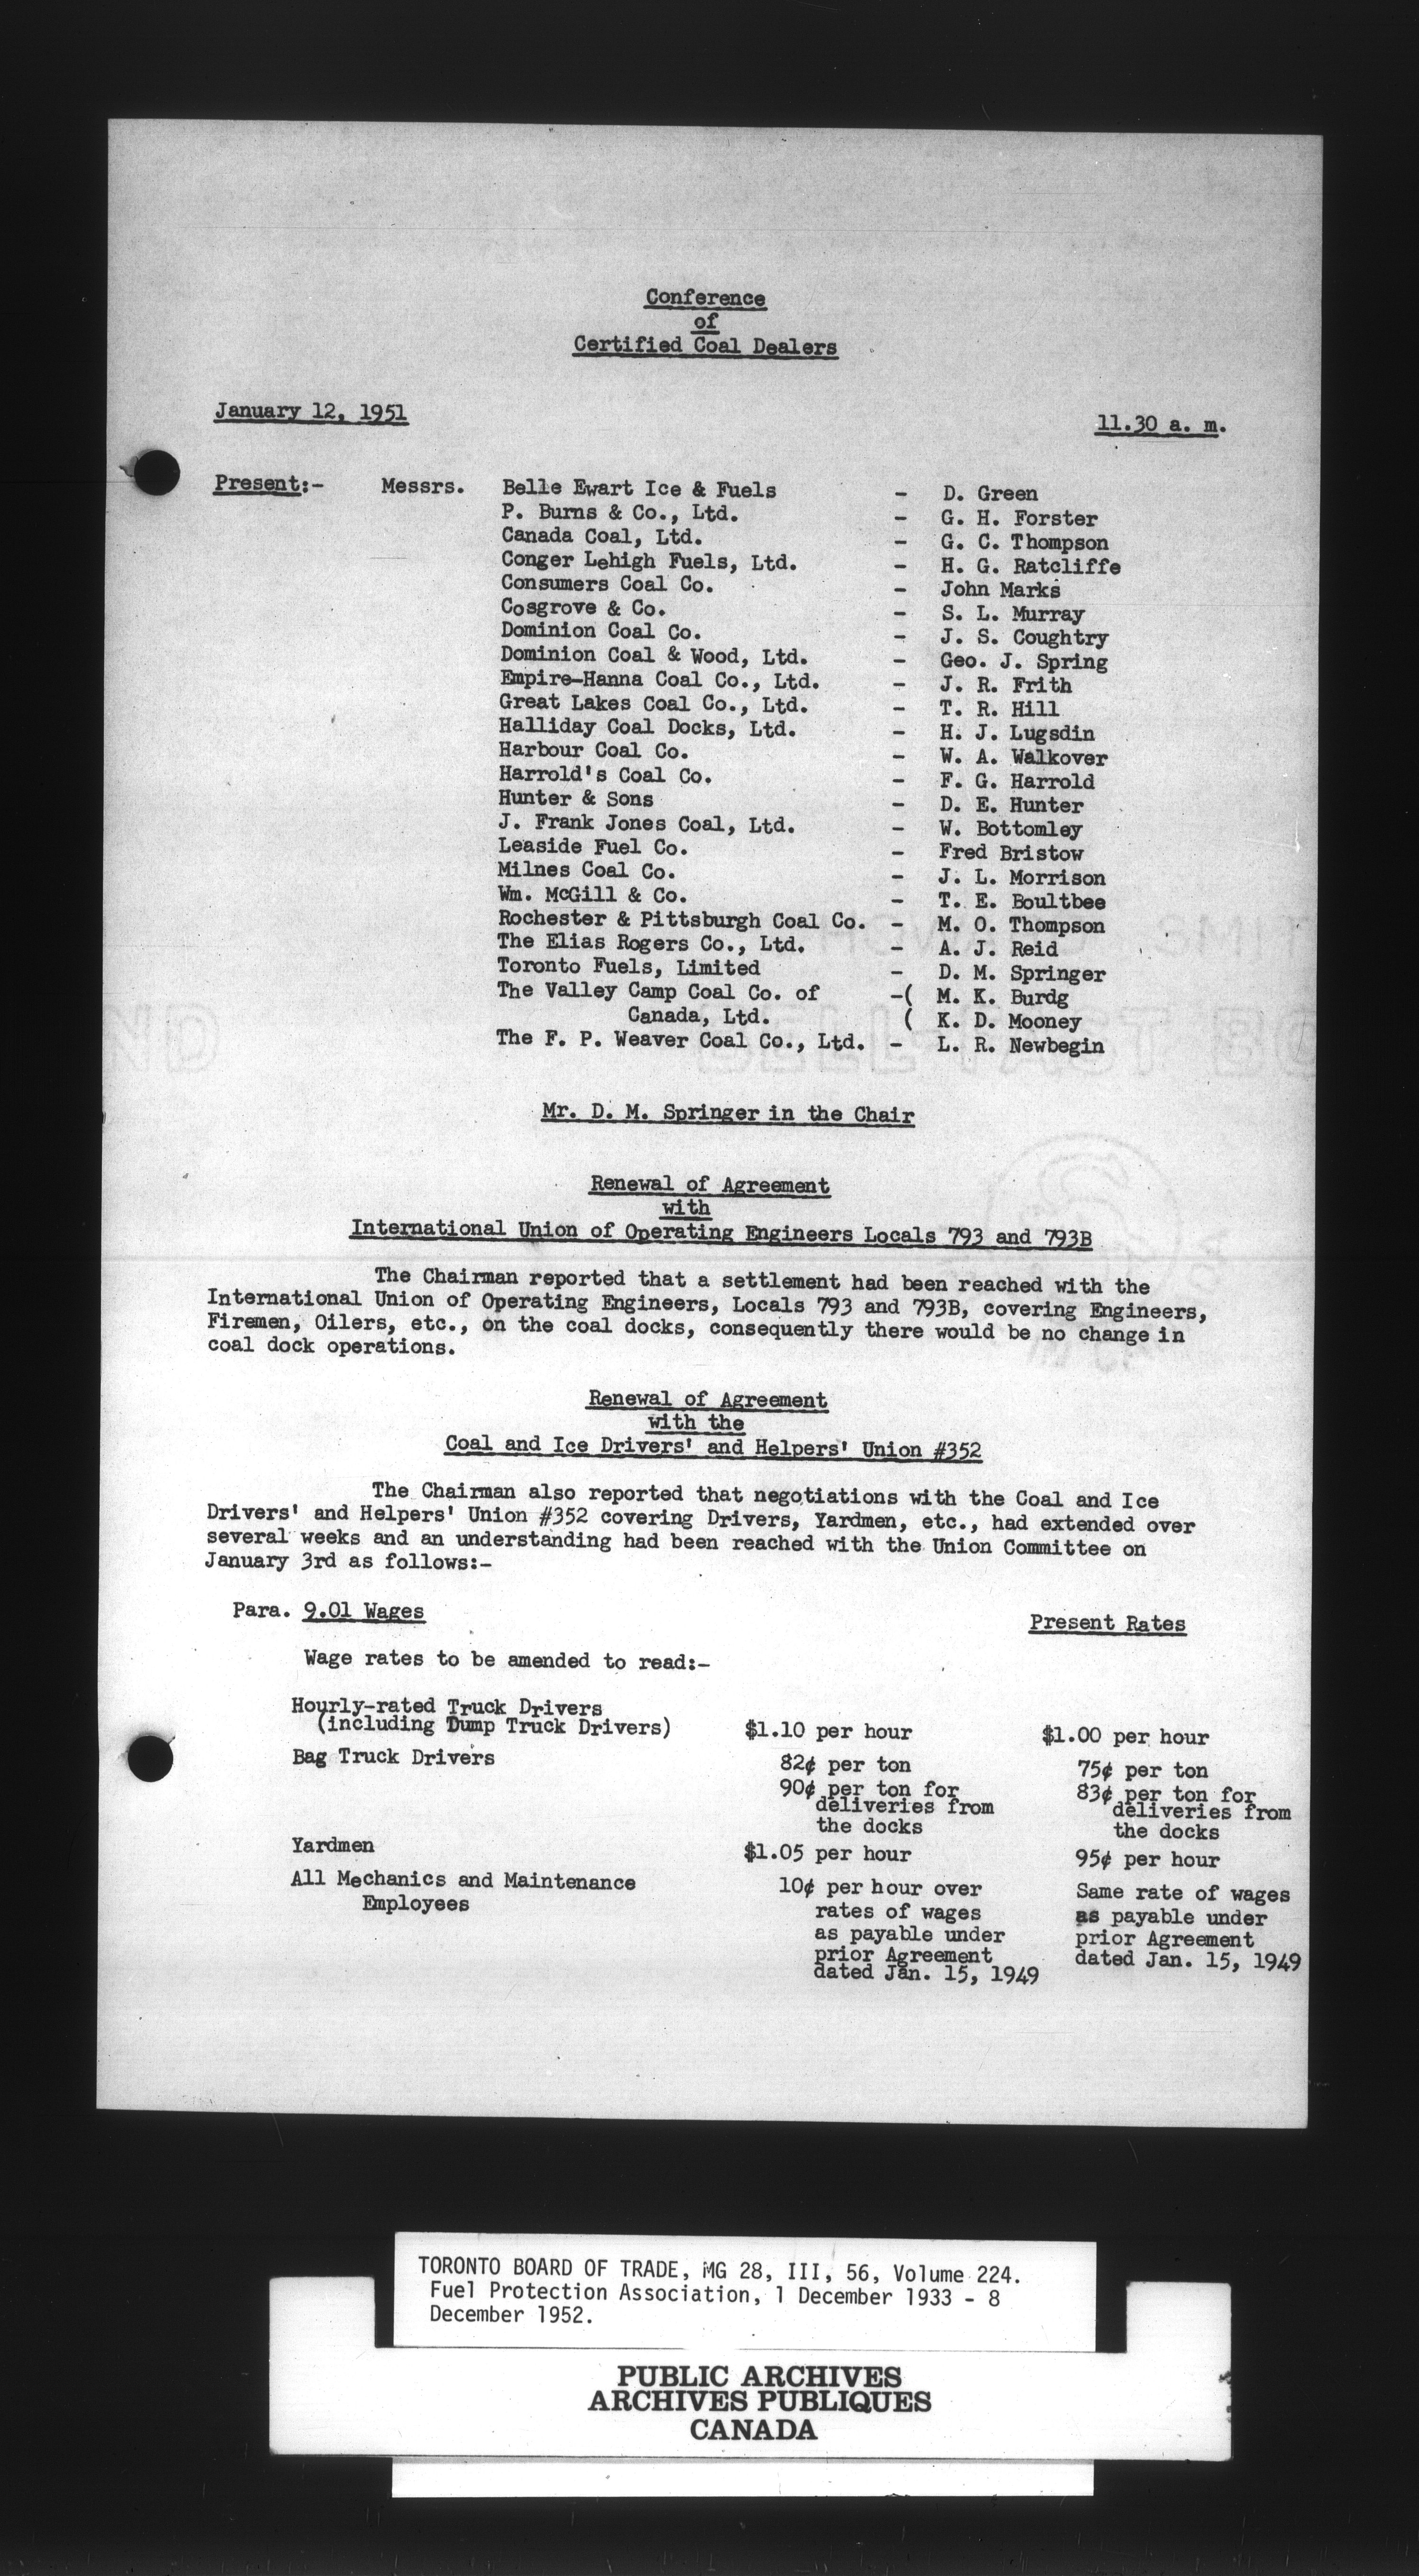 Conference
of
Certified Coal Dealers
January 12, 1951
11.30 a. m.
Present:- Messrs. Belle Ewart Ice & Fuels - D. Green
P. Burns & Co., Ltd. - G. H. Forster
Canada Coal, Ltd. - G. C. Thompson
Conger Lehigh Fuels, Ltd. - H. G. Ratcliffe
Consumers Coal Co. - John Marks
Cosgrove & Co. - S. L. Murray
Dominion Coal Co. - J. S. Coughtry
Dominion Coal & Wood, Ltd. - Geo. J. Spring
Empire-Hanna Coal Co., Ltd. - J. R. Frith
Great Lakes Coal Co., Ltd. - T. R. Hill
Halliday Coal Docks, Ltd. - H. J. Lugsdin
Harbour Coal Co. - W. A. Walkover
Harrold's Coal Co. - F. G. Harrold
Hunter & Sons - D. E. Hunter
J. Frank Jones Coal, Ltd. - W. Bottomley
Leaside Fuel Co. - Fred Bristow
Milnes Coal Co. - J. L. Morrison
Wm. McGill & Co. - T. E. Boultbee
Rochester & Pittsburgh Coal Co. - M. O. Thompson
The Elias Rogers Co., Ltd. - A. J. Reid
Toronto Fuels, Limited - D. M. Springer
The Valley Camp Coal Co. of -( M. K. Burdg
Canada, Ltd. ( K. D. Mooney
The F. P. Weaver Coal Co., Ltd. - L. R. Newbegin
Mr. D. M. Springer in the Chair
Renewal of Agreement
with
International Union of Operating Engineers Locals 793 and 793B
The Chairman reported that a settlement had been reached with the
International Union of Operating Engineers, Locals 793 and 793B, covering Engineers,
Firemen, Oilers, etc., on the coal docks, consequently there would be no change in
coal dock operations.
Renewal of Agreement
with the
Coal and Ice Drivers' and Helpers' Union #352
The Chairman also reported that negotiations with the Coal and Ice
Drivers' and Helpers' Union #352 covering Drivers, Yardmen, etc., had extended over
several weeks and an understanding had been reached with the Union Committee on
January 3rd as follows:-
Para. 9.01 Wages
Present Rates
Wage rates to be amended to read:-
Hourly-rated Truck Drivers
(including Dump Truck Drivers) $1.10 per hour $1.00 per hour
Bag Truck Drivers 82¢ per ton 75¢ per ton
90¢ per ton for 83¢ per ton for
deliveries from deliveries from
the docks the docks
Yardmen $1.05 per hour 95¢ per hour
All Mechanics and Maintenance 10¢ per hour over Same rate of wages
Employees rates of wages as payable under
as payable under prior Agreement
prior Agreement dated Jan. 15, 1949
dated Jan. 15, 1949
TORONTO BOARD OF TRADE, MG 28, III, 56, Volume 224.
Fuel Protection Association, 1 December 1933 - 8
December 1952.
PUBLIC ARCHIVES
ARCHIVES PUBLIQUES
CANADA